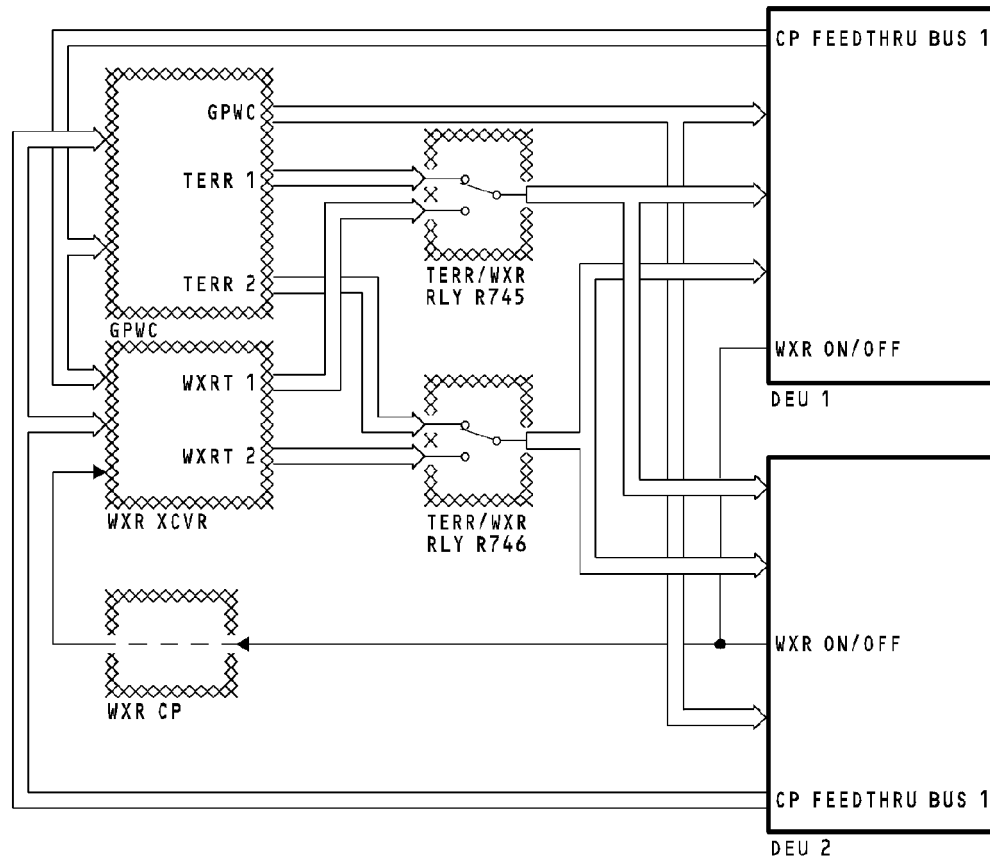 CP FEEDTHRU BUS 1
GPWC
TERR 1
TERR 2
GPWC
TERR/WXR
RLY R745
WXR ON/OFF
DEU 1
WXRT 1
WXRT 2
WXR XCVR
TERR/WXR
RLY R746
WXR ON/OFF
WXR CP
CP FEEDTHRU BUS 1
DEU 2